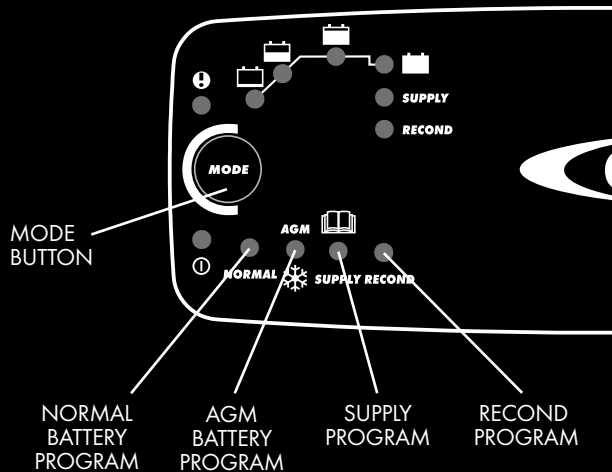 SUPPLY
RECOND
MODE
MODE
BUTTON
AGM
NORMAL
SUPPLY RECOND
NORMAL
BATTERY
PROGRAM
AGM
BATTERY
PROGRAM
SUPPLY
PROGRAM
RECOND
PROGRAM